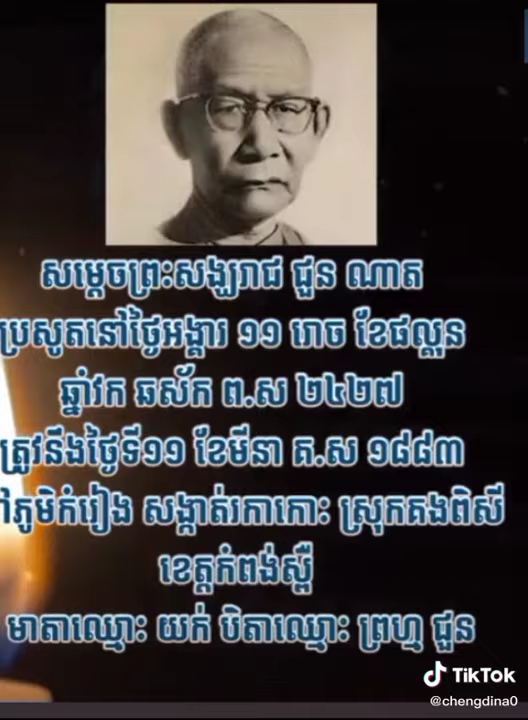 សម្ដេចព្រះសង្ឃរាជ ជួន ណាត
ប្រសូតនៅថ្ងៃអង្គារ ១១ រោច ខែផល្គុន
ឆ្នាំវក ឆស័ក ព.ស ២៤២៧
ត្រូវនឹងថ្ងៃទី១១ ខែមីនា គ.ស ១៨៨៣
នៅភូមិកំរៀង សង្កាត់រកាកោះ ស្រុកគងពិសី
ខេត្តកំពង់ស្ពឺ
មាតាឈ្មោះ យក់ បិតាឈ្មោះ ព្រហ្ម ជួន
TikTok
@chengdina0